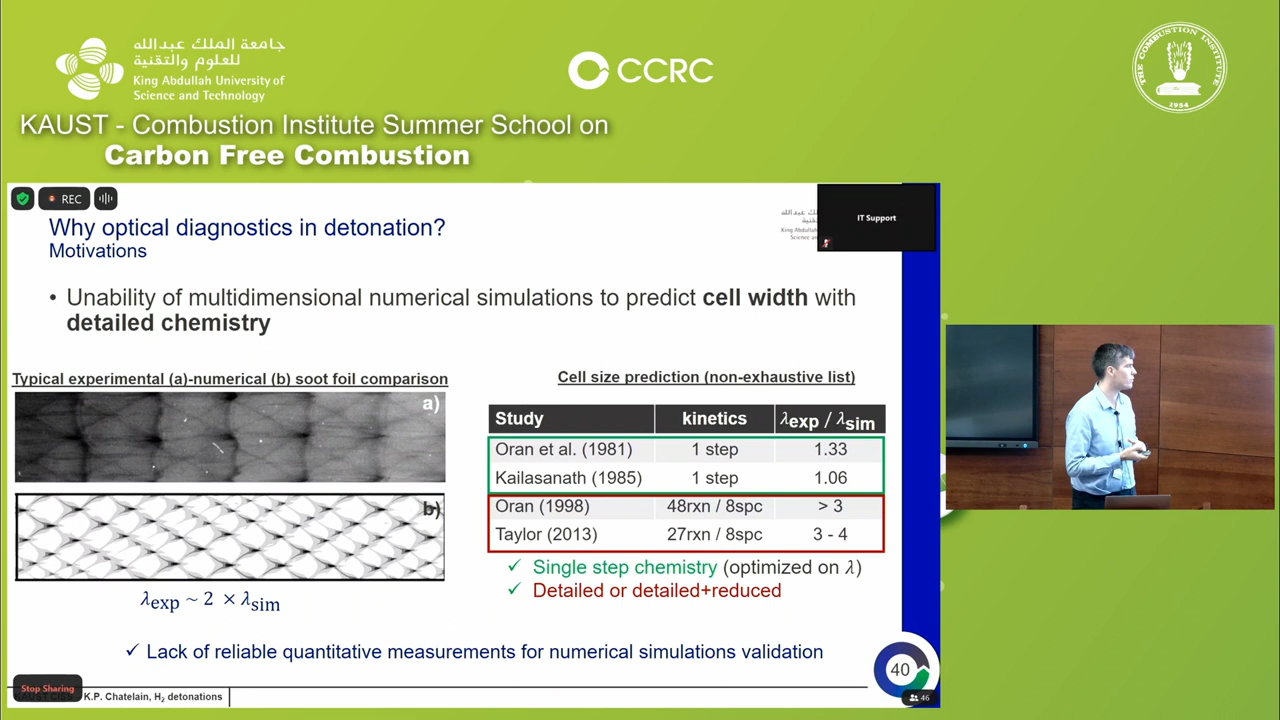 جامعة الملك عبدالله
للعلوم والتقنية
King Abdullah University of
Science and Technology
CCRC
THE COMBUSTION INSTITUTE
1954
KAUST - Combustion Institute Summer School on
Carbon Free Combustion
REC
IT Support
Why optical diagnostics in detonation?
Motivations
• Unability of multidimensional numerical simulations to predict cell width with
detailed chemistry
Typical experimental (a)-numerical (b) soot foil comparison
a)
b)
λexp ~ 2 × λsim
Cell size prediction (non-exhaustive list)
Study kinetics λexp / λsim
Oran et al. (1981) 1 step 1.33
Kailasanath (1985) 1 step 1.06
Oran (1998) 48rxn / 8spc > 3
Taylor (2013) 27rxn / 8spc 3 - 4
✓ Single step chemistry (optimized on λ)
✓ Detailed or detailed+reduced
✓ Lack of reliable quantitative measurements for numerical simulations validation
40
46
Stop Sharing
K.P. Chatelain, H2 detonations